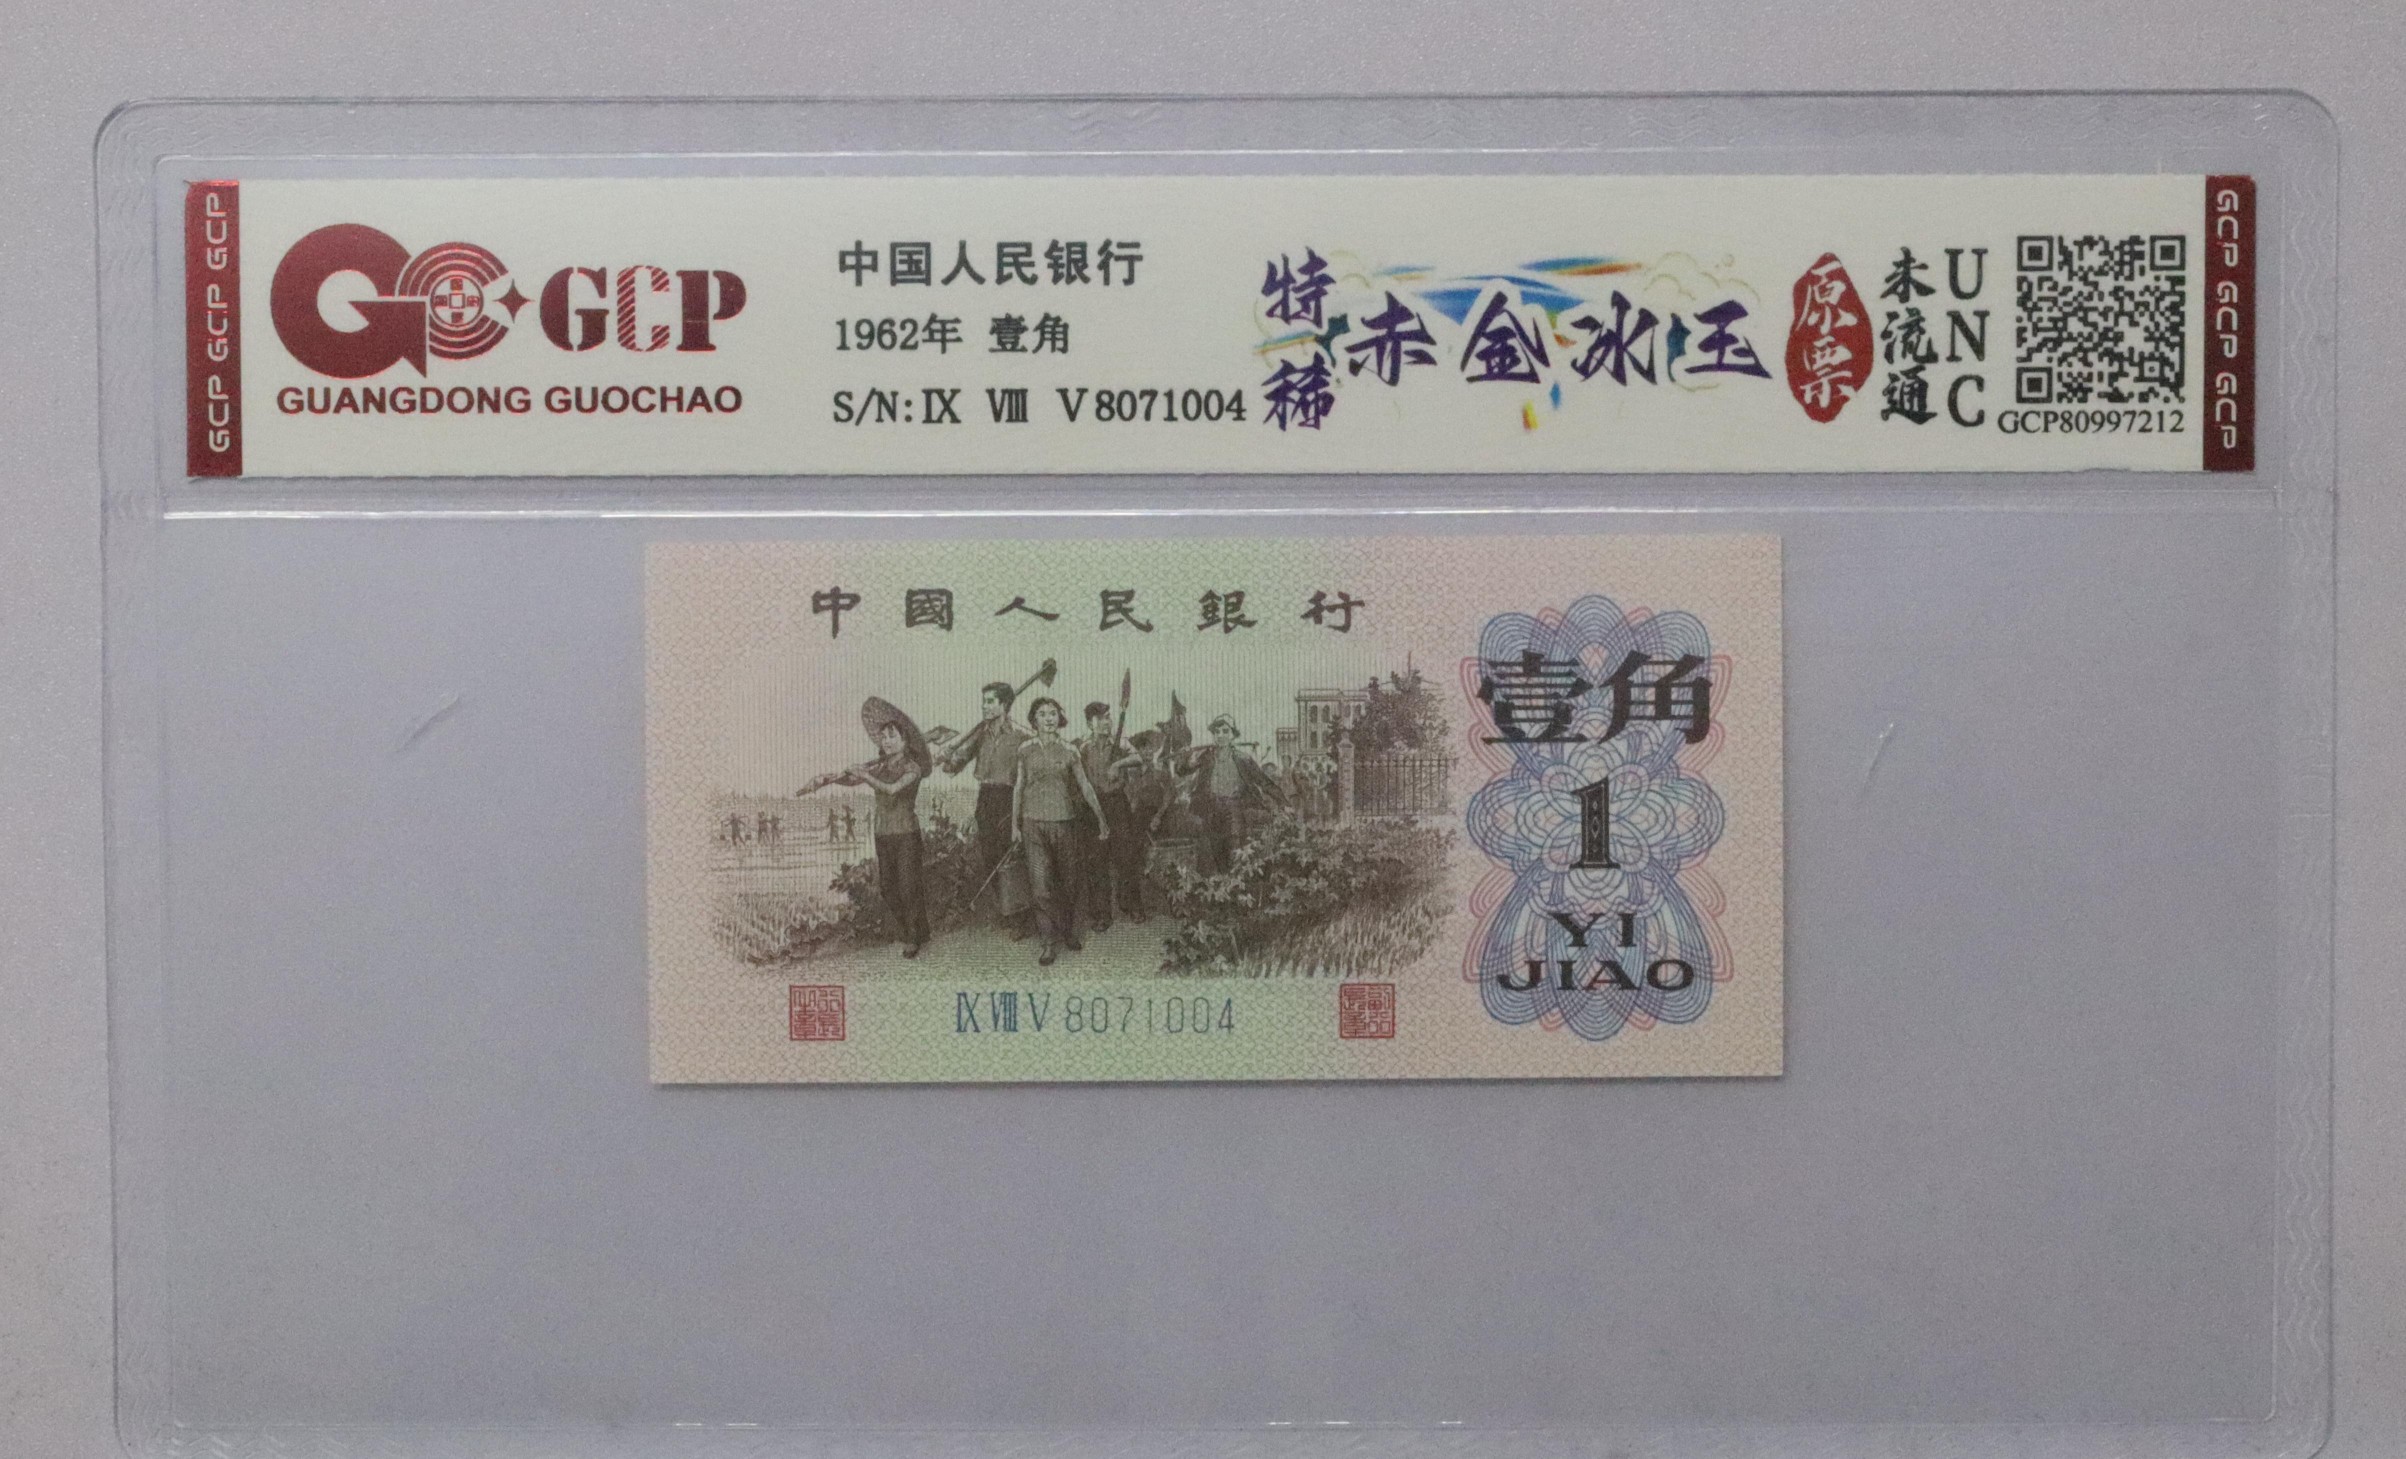 GCP GCP GCP
GCP
GUANGDONG GUOCHAO
中国人民银行
1962年 壹角
S/N: Ⅸ Ⅷ Ⅴ 8071004
特稀
赤金冰玉
原票
未流通
UNC
GCP80997212
GCP GCP GCP
中國人民銀行
壹角
1
YI
JIAO
Ⅸ Ⅷ Ⅴ 8071004